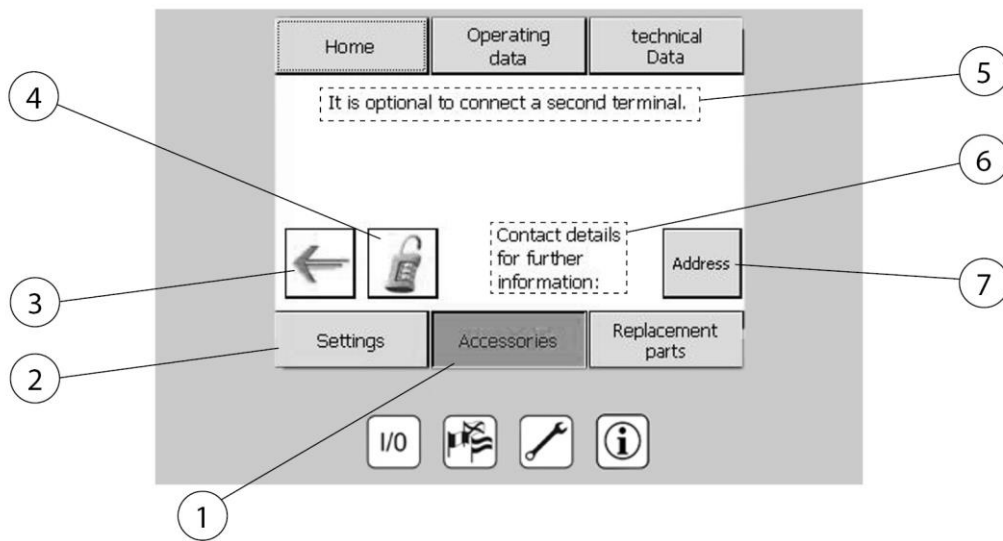 Home
Operating
data
technical
Data
It is optional to connect a second terminal.
5
4
6
Contact details
for further
information:
Address
7
3
Settings
Accessories
Replacement
parts
2
I/0
1